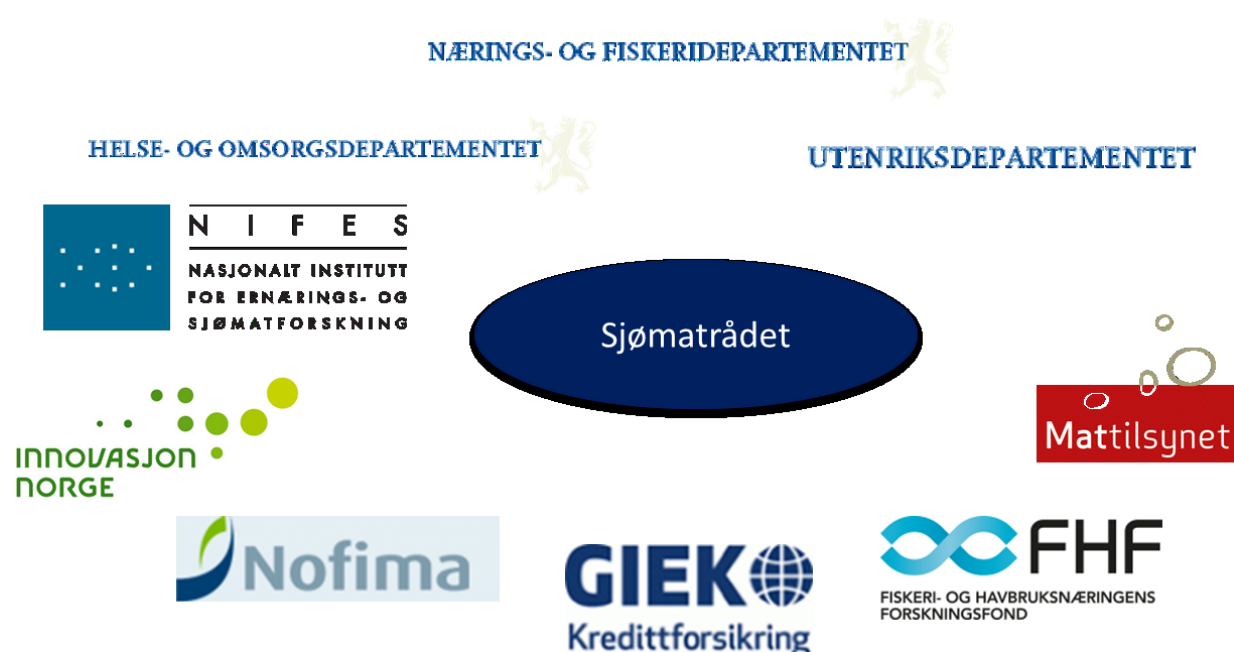 NÆRINGS- OG FISKERIDEPARTEMENTET
HELSE- OG OMSORGSDEPARTEMENTET
UTENRIKSDEPARTEMENTET
NIFES
NASJONALT INSTITUTT
FOR ERNÆRINGS- OG
SJØMATFORSKNING
Sjømatrådet
INNOVASJON
NORGE
Mattilsynet
Nofima
GIEK
Kredittforsikring
FHF
FISKERI- OG HAVBRUKSNÆRINGENS
FORSKNINGSFOND